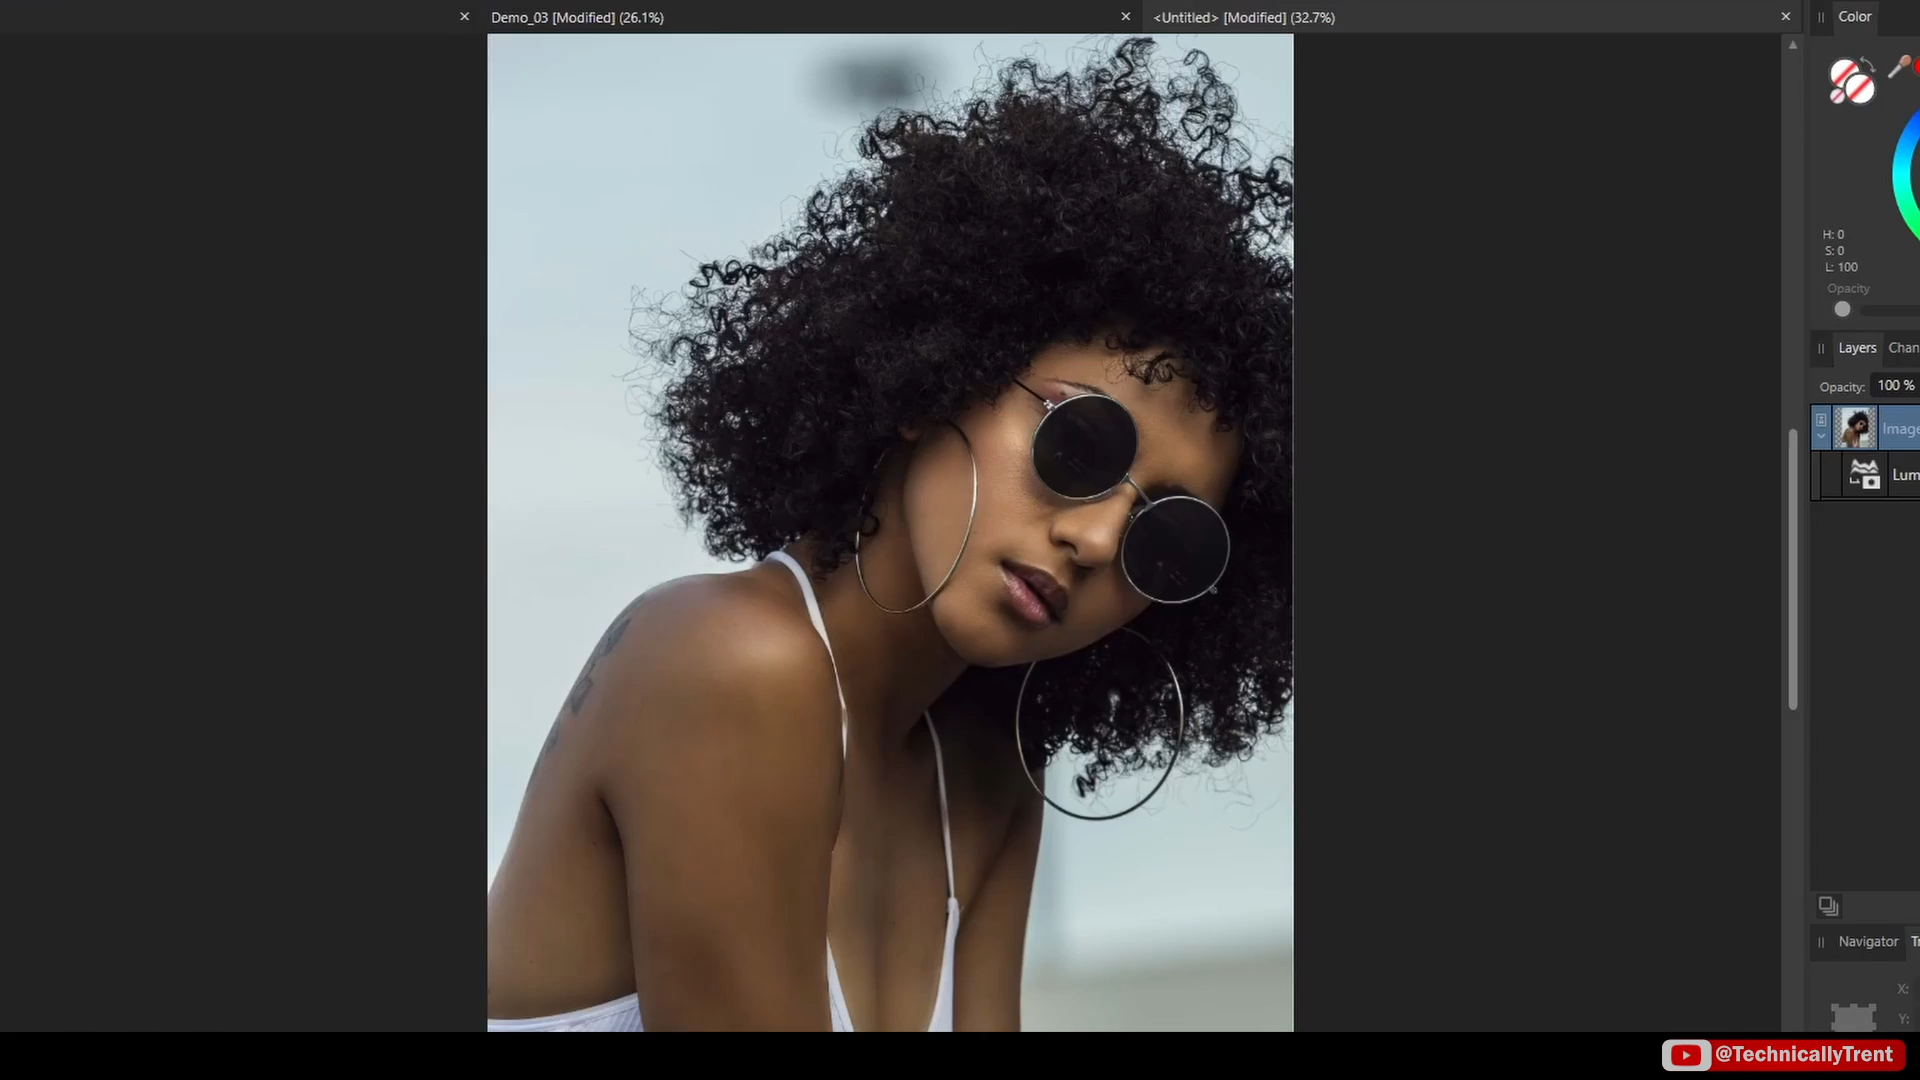 Demo_03 [Modified] (26.1%)
<Untitled> [Modified] (32.7%)
Color
H: 0
S: 0
L: 100
Opacity
Layers
Chan
Opacity: 100 %
Image
Lum
Navigator
X:
Y:
@TechnicallyTrent